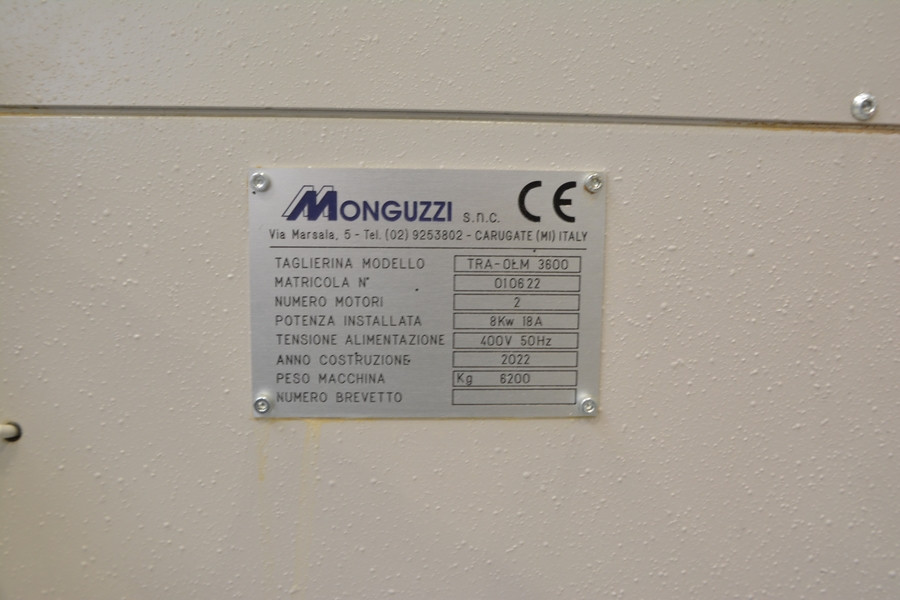 MONGUZZI s.n.c. CE
Via Marsala, 5 - Tel. (02) 9253802 - CARUGATE (MI) ITALY
TAGLIERINA MODELLO TRA-OLM 3600
MATRICOLA N° 010622
NUMERO MOTORI 2
POTENZA INSTALLATA 8Kw 18A
TENSIONE ALIMENTAZIONE 400V 50Hz
ANNO COSTRUZIONE 2022
PESO MACCHINA Kg 6200
NUMERO BREVETTO